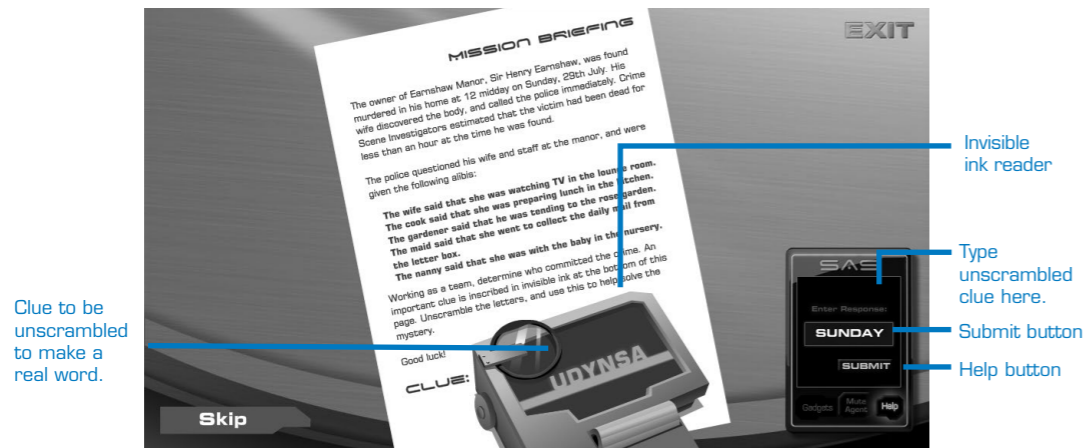 MISSION BRIEFING
EXIT
The owner of Earnshaw Manor, Sir Henry Earnshaw, was found
murdered in his home at 12 midday on Sunday, 29th July. His
wife discovered the body, and called the police immediately. Crime
Scene Investigators estimated that the victim had been dead for
less than an hour at the time he was found.
The police questioned his wife and staff at the manor, and were
given the following alibis:
The wife said that she was watching TV in the lounge room.
The cook said that she was preparing lunch in the kitchen.
The gardener said that he was tending to the rose garden.
The maid said that she went to collect the daily mail from
the letter box.
The nanny said that she was with the baby in the nursery.
Working as a team, determine who committed the crime. An
important clue is inscribed in invisible ink at the bottom of this
page. Unscramble the letters, and use this to help solve the
mystery.
Good luck!
CLUE:
UDYNSA
Skip
Invisible
ink reader
SAS
Enter Response:
SUNDAY
SUBMIT
Gadgets
Mute
Agent
Help
Type
unscrambled
clue here.
Submit button
Help button
Clue to be
unscrambled
to make a
real word.